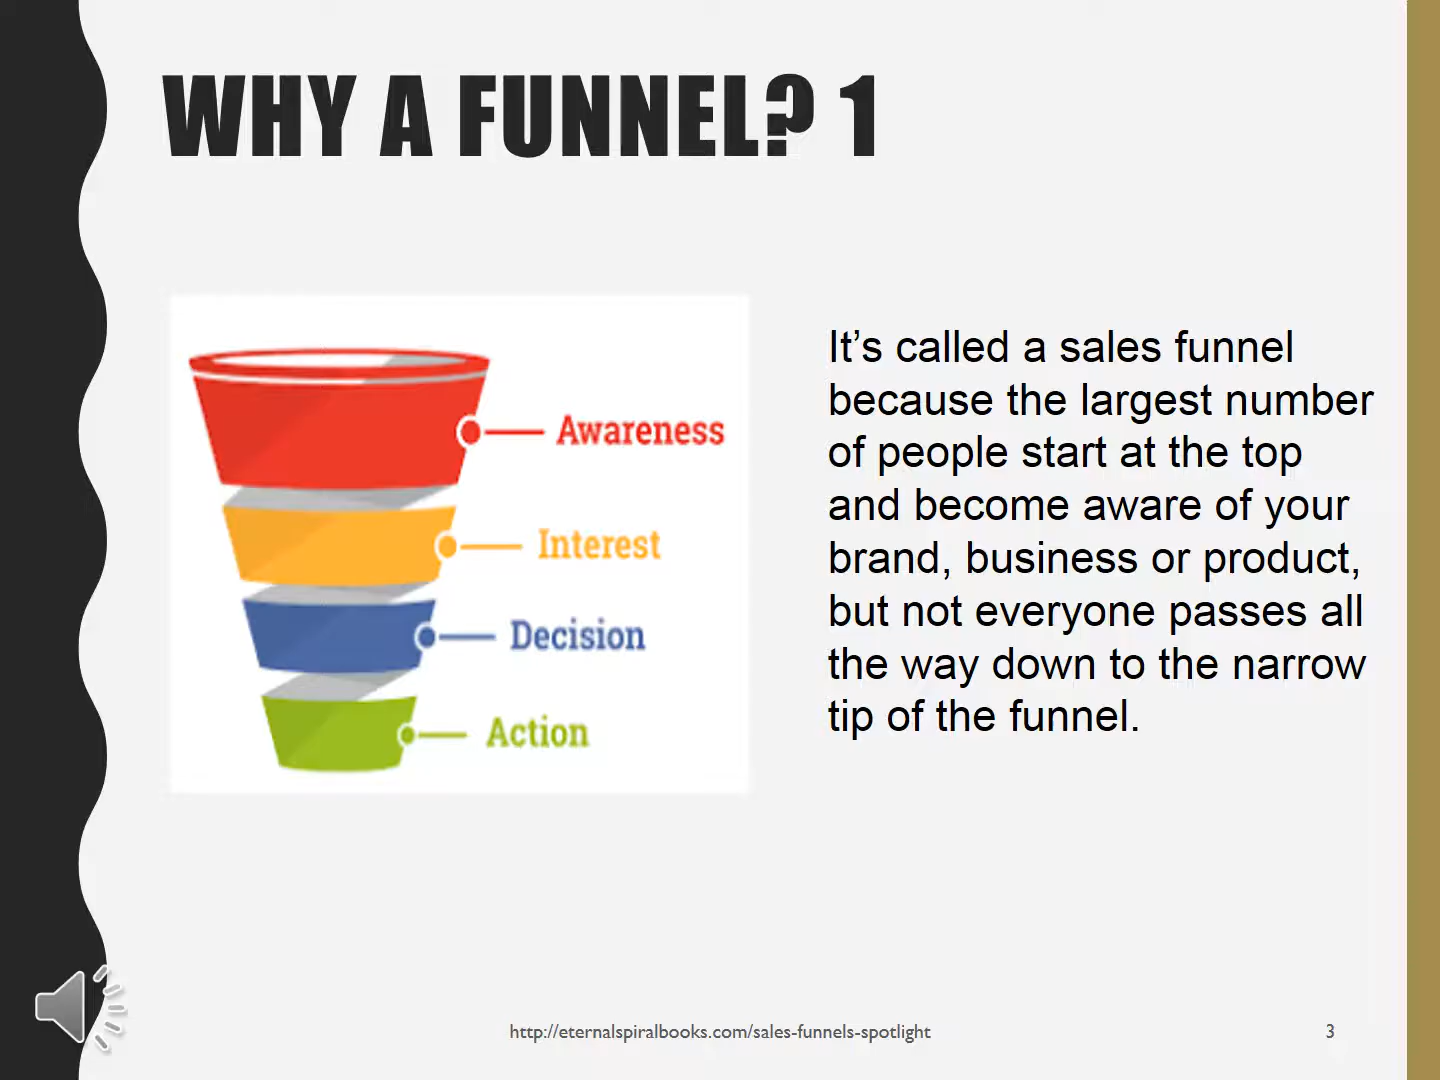 WHY A FUNNEL? 1
Awareness
Interest
Decision
Action
It’s called a sales funnel
because the largest number
of people start at the top
and become aware of your
brand, business or product,
but not everyone passes all
the way down to the narrow
tip of the funnel.
http://eternalspiralbooks.com/sales-funnels-spotlight
3